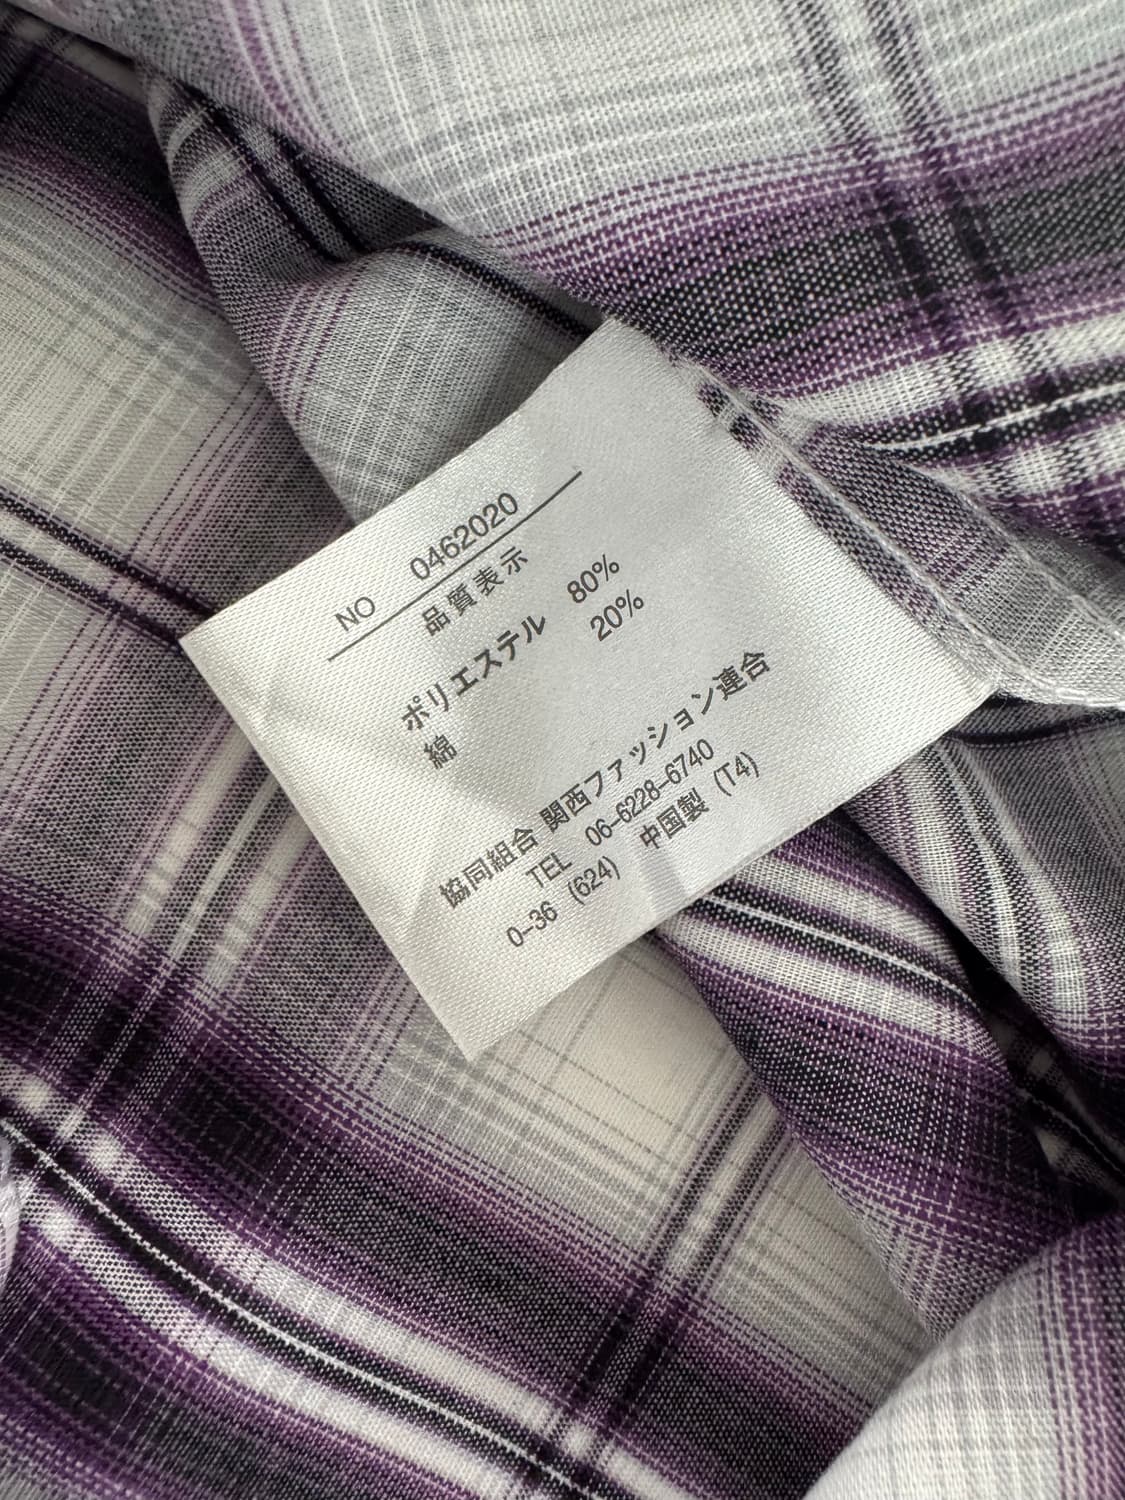 NO 0462020
品質表示
ポリエステル 80%
綿 20%
協同組合 関西ファッション連合
TEL 06-6228-6740
0-36 (624) 中国製 (T4)